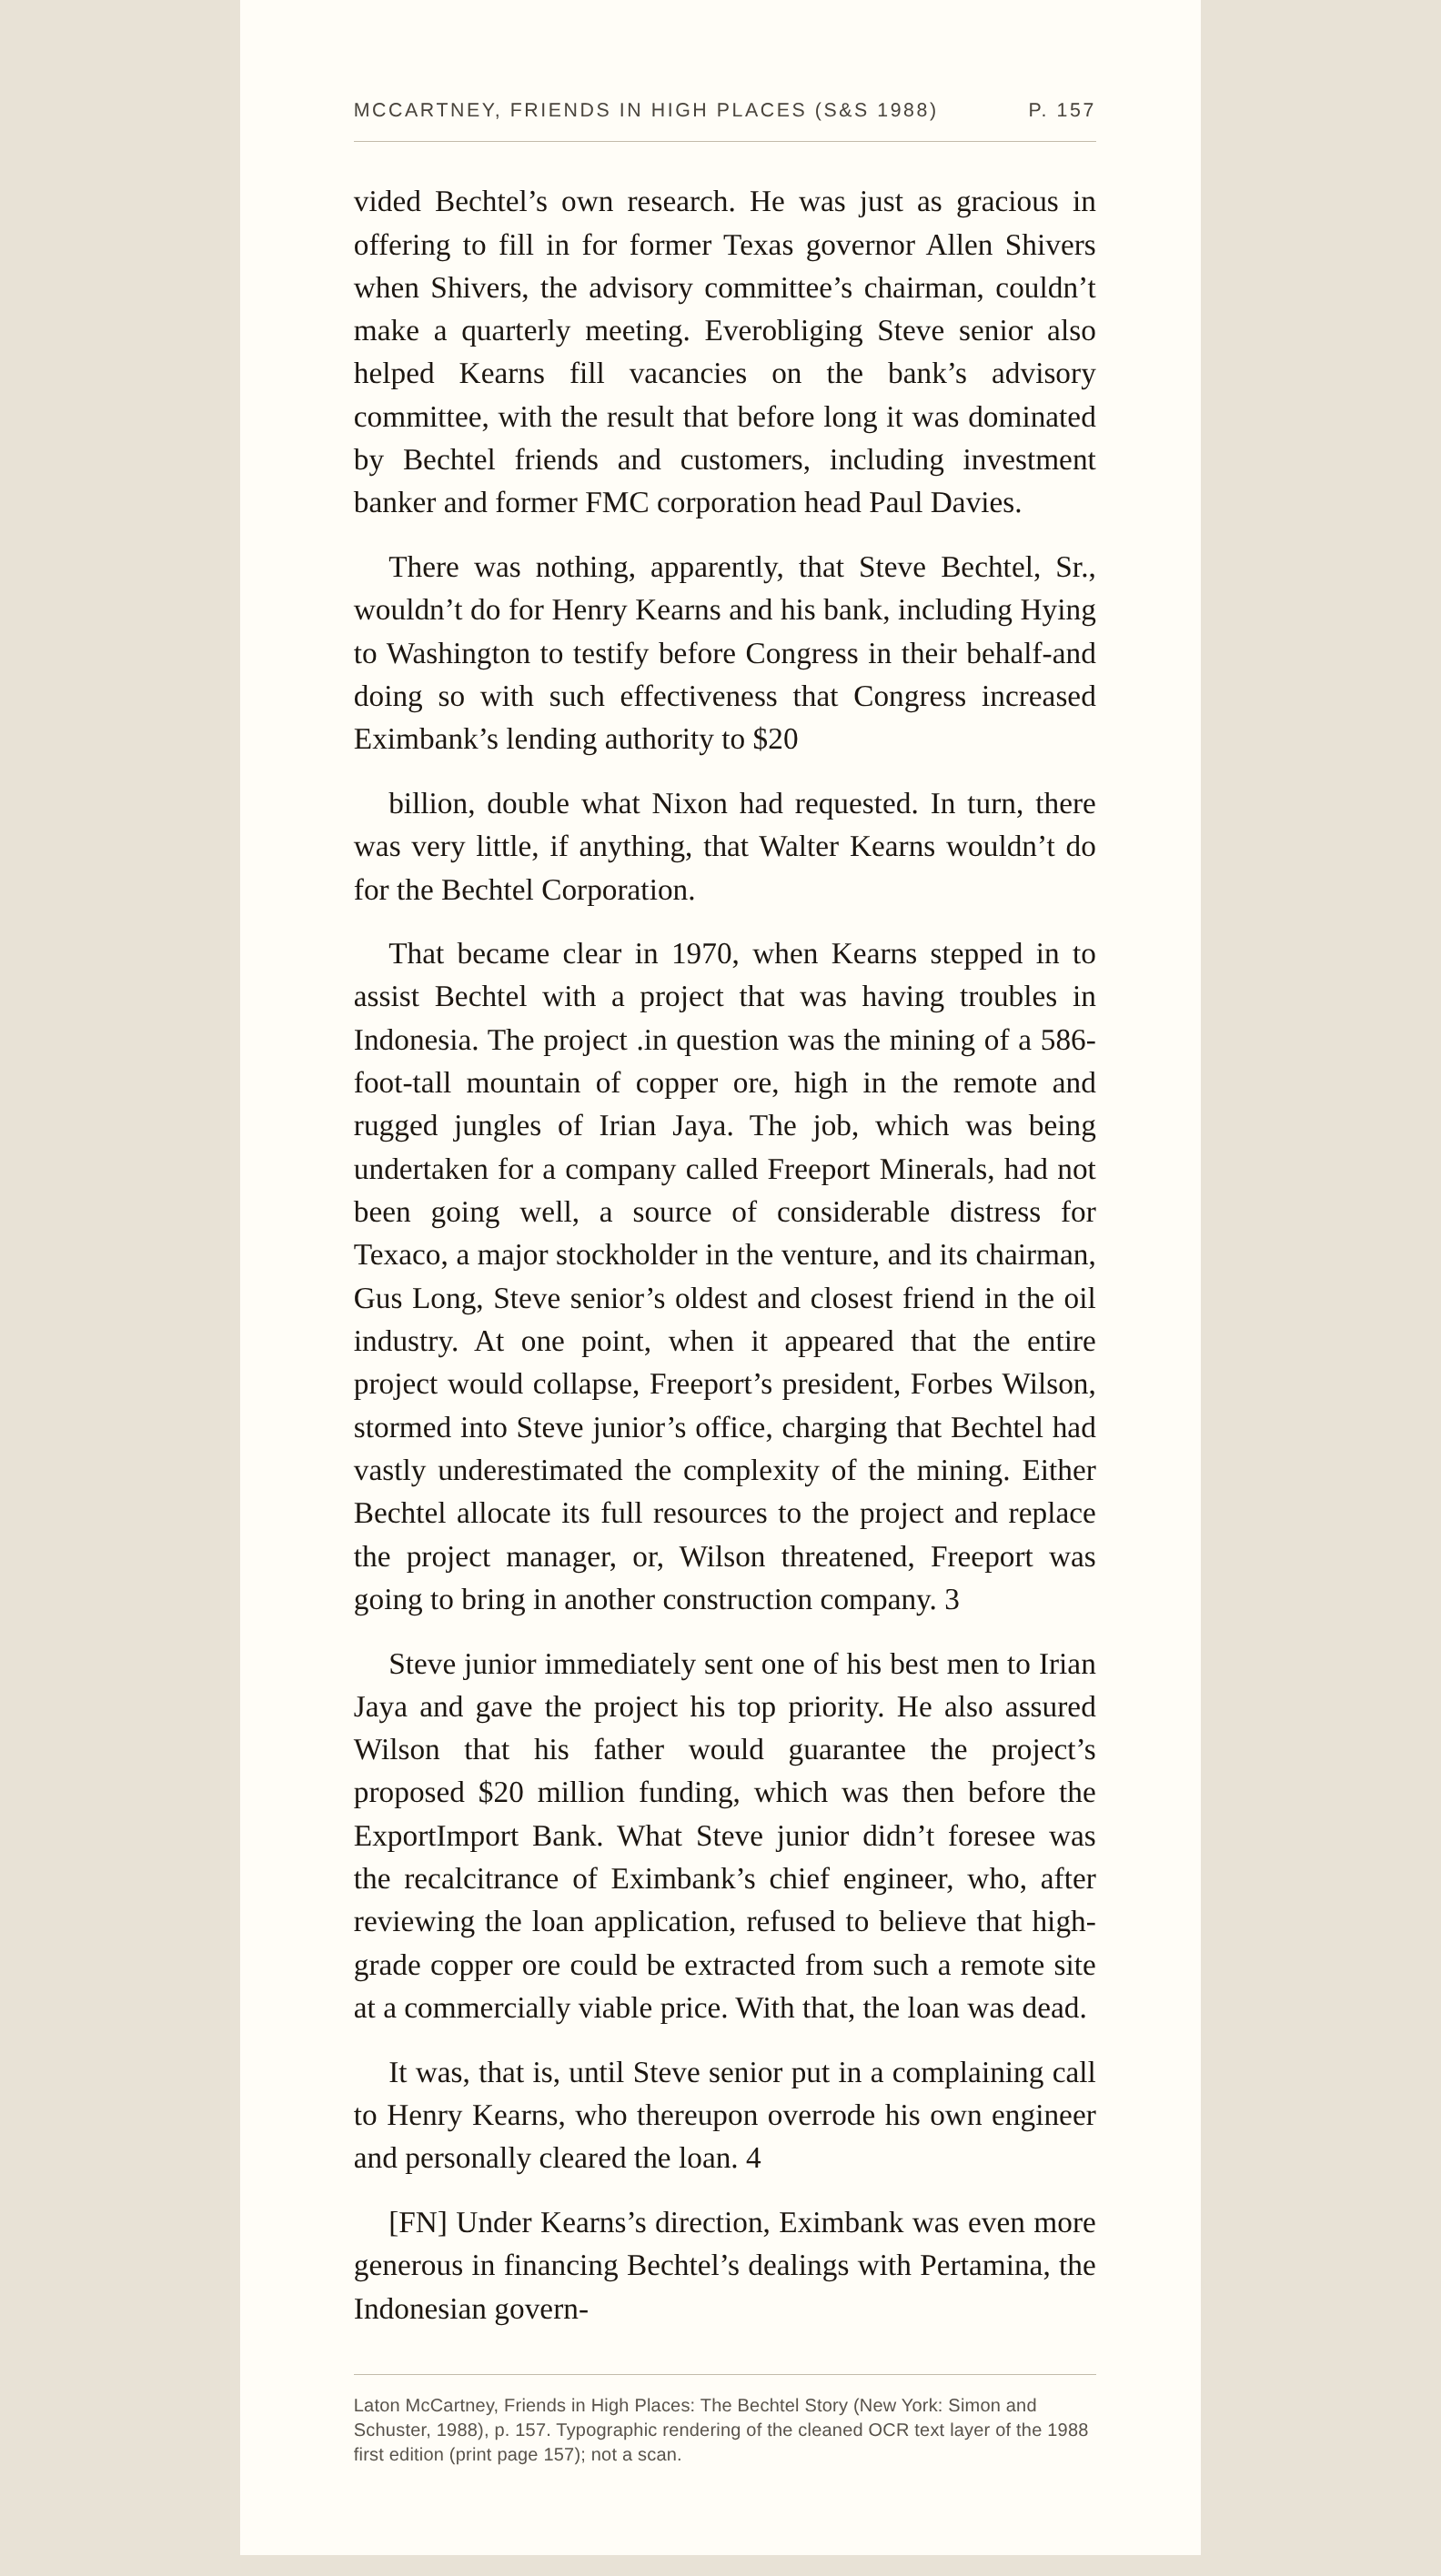 MCCARTNEY, FRIENDS IN HIGH PLACES (S&S 1988) P. 157
vided Bechtel’s own research. He was just as gracious in
offering to fill in for former Texas governor Allen Shivers
when Shivers, the advisory committee’s chairman, couldn’t
make a quarterly meeting. Everobliging Steve senior also
helped Kearns fill vacancies on the bank’s advisory
committee, with the result that before long it was dominated
by Bechtel friends and customers, including investment
banker and former FMC corporation head Paul Davies.
There was nothing, apparently, that Steve Bechtel, Sr.,
wouldn’t do for Henry Kearns and his bank, including Hying
to Washington to testify before Congress in their behalf-and
doing so with such effectiveness that Congress increased
Eximbank’s lending authority to $20
billion, double what Nixon had requested. In turn, there
was very little, if anything, that Walter Kearns wouldn’t do
for the Bechtel Corporation.
That became clear in 1970, when Kearns stepped in to
assist Bechtel with a project that was having troubles in
Indonesia. The project .in question was the mining of a 586-
foot-tall mountain of copper ore, high in the remote and
rugged jungles of Irian Jaya. The job, which was being
undertaken for a company called Freeport Minerals, had not
been going well, a source of considerable distress for
Texaco, a major stockholder in the venture, and its chairman,
Gus Long, Steve senior’s oldest and closest friend in the oil
industry. At one point, when it appeared that the entire
project would collapse, Freeport’s president, Forbes Wilson,
stormed into Steve junior’s office, charging that Bechtel had
vastly underestimated the complexity of the mining. Either
Bechtel allocate its full resources to the project and replace
the project manager, or, Wilson threatened, Freeport was
going to bring in another construction company. 3
Steve junior immediately sent one of his best men to Irian
Jaya and gave the project his top priority. He also assured
Wilson that his father would guarantee the project’s
proposed $20 million funding, which was then before the
ExportImport Bank. What Steve junior didn’t foresee was
the recalcitrance of Eximbank’s chief engineer, who, after
reviewing the loan application, refused to believe that high-
grade copper ore could be extracted from such a remote site
at a commercially viable price. With that, the loan was dead.
It was, that is, until Steve senior put in a complaining call
to Henry Kearns, who thereupon overrode his own engineer
and personally cleared the loan. 4
[FN] Under Kearns’s direction, Eximbank was even more
generous in financing Bechtel’s dealings with Pertamina, the
Indonesian govern-
Laton McCartney, Friends in High Places: The Bechtel Story (New York: Simon and
Schuster, 1988), p. 157. Typographic rendering of the cleaned OCR text layer of the 1988
first edition (print page 157); not a scan.